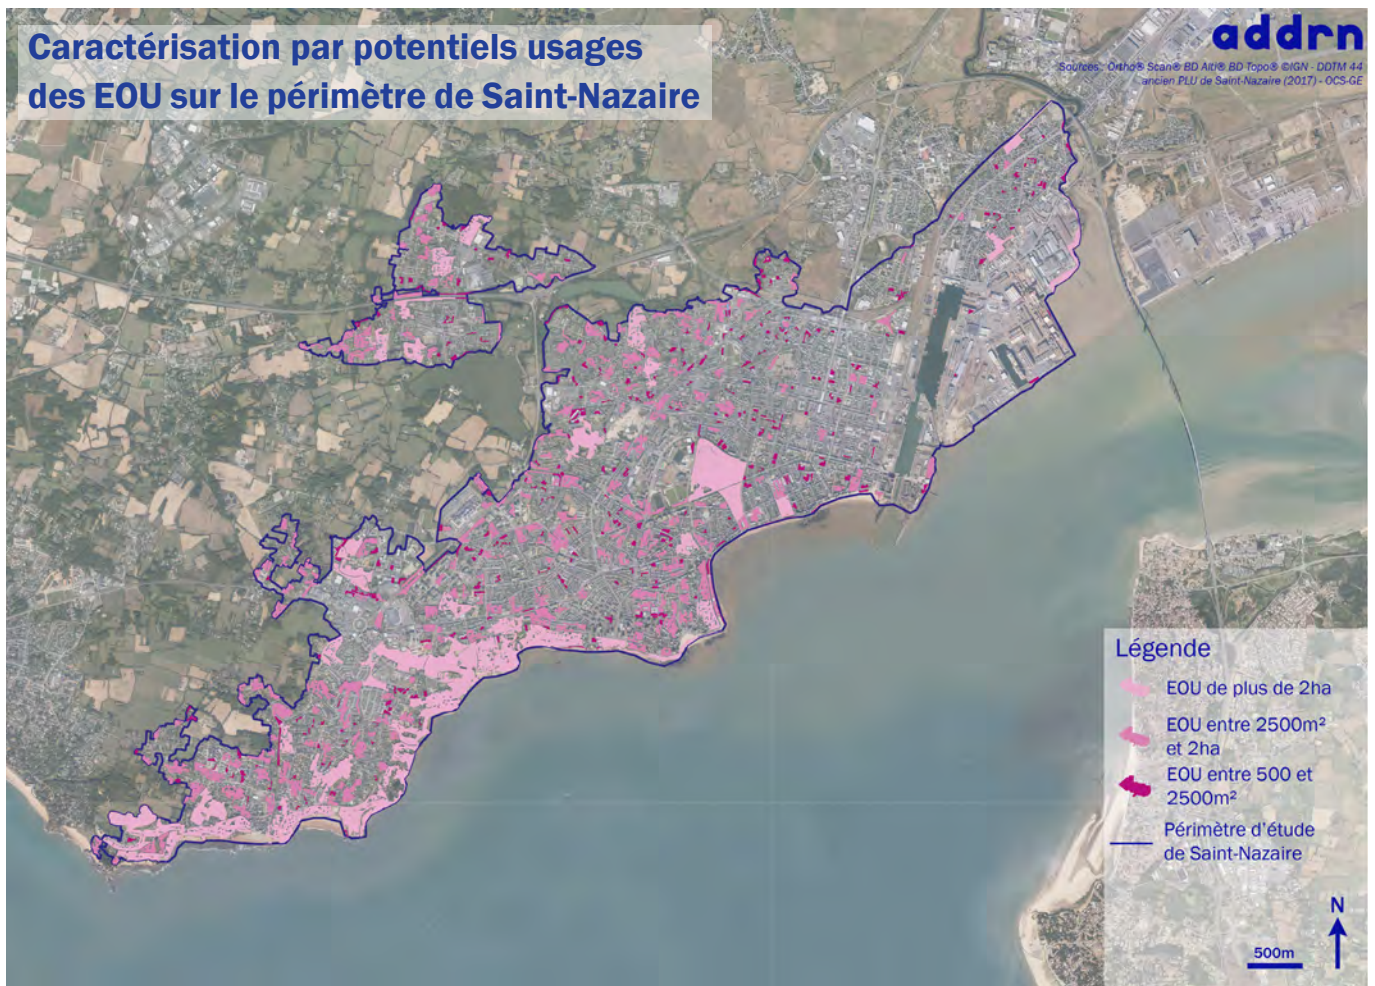 Caractérisation par potentiels usages
des EOU sur le périmètre de Saint-Nazaire
addrn
Sources : Ortho® Scan® BD Alti® BD Topo® ©IGN - DDTM 44
ancien PLU de Saint-Nazaire (2017) - OCS-GE
Légende
EOU de plus de 2ha
EOU entre 2500m²
et 2ha
EOU entre 500 et
2500m²
Périmètre d'étude
de Saint-Nazaire
N
500m